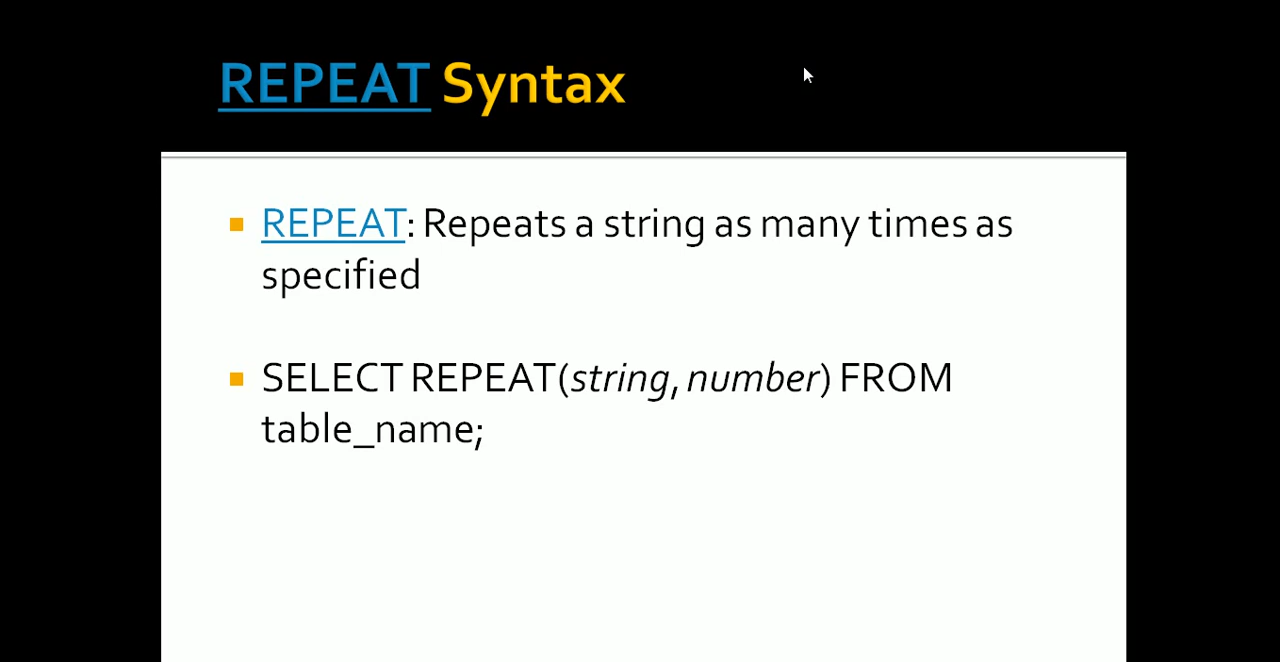 REPEAT Syntax
REPEAT: Repeats a string as many times as
specified
SELECT REPEAT(string, number) FROM
table_name;